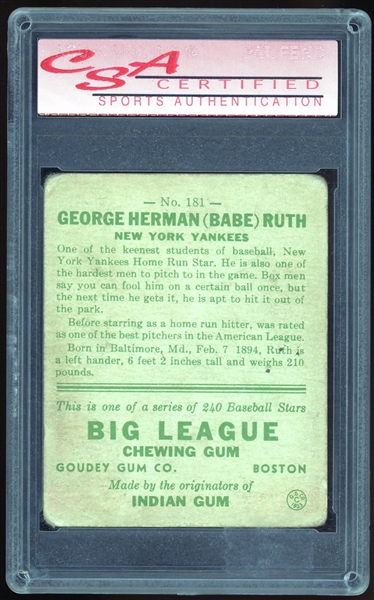 CSA
CERTIFIED
SPORTS AUTHENTICATION
— No. 181 —
GEORGE HERMAN (BABE) RUTH
NEW YORK YANKEES
One of the keenest students of baseball, New
York Yankees Home Run Star. He is also one of
the hardest men to pitch to in the game. Box men
say you can fool him on a certain ball once, but
the next time he gets it, he is apt to hit it out of
the park.
Before starring as a home run hitter, was rated
as one of the best pitchers in the American League.
Born in Baltimore, Md., Feb. 7 1894, Ruth is
a left hander, 6 feet 2 inches tall and weighs 210
pounds.
This is one of a series of 240 Baseball Stars
BIG LEAGUE
CHEWING GUM
GOUDEY GUM CO. BOSTON
Made by the originators of
INDIAN GUM